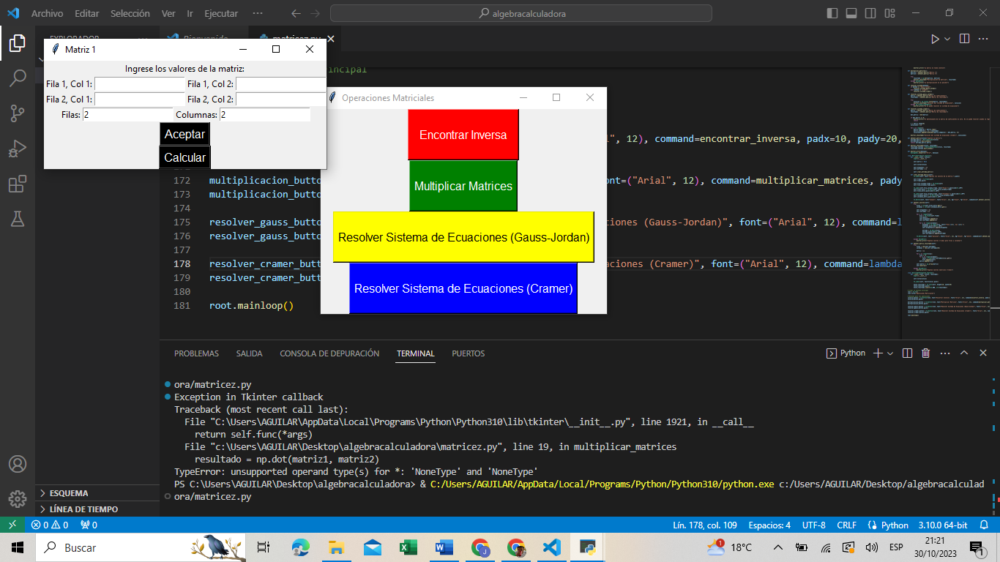 Archivo Editar Selección Ver Ir Ejecutar ··· algebracalculadora
EXPLORADOR
Bienvenido matricez.py
Matriz 1
Ingrese los valores de la matriz:
Fila 1, Col 1: Fila 1, Col 2:
Fila 2, Col 1: Fila 2, Col 2:
Filas: 2 Columnas: 2
Aceptar
Calcular
Operaciones Matriciales
Encontrar Inversa
Multiplicar Matrices
Resolver Sistema de Ecuaciones (Gauss-Jordan)
Resolver Sistema de Ecuaciones (Cramer)
ncipal
l", 12), command=encontrar_inversa, padx=10, pady=20,
172 multiplicacion_butto ont=("Arial", 12), command=multiplicar_matrices, pady
173 multiplicacion_butto
174
175 resolver_gauss_butto iones (Gauss-Jordan)", font=("Arial", 12), command=l
176 resolver_gauss_butto
177
178 resolver_cramer_butt aciones (Cramer)", font=("Arial", 12), command=lambda
179 resolver_cramer_butt
180
181 root.mainloop()
PROBLEMAS SALIDA CONSOLA DE DEPURACIÓN TERMINAL PUERTOS Python
ora/matricez.py
Exception in Tkinter callback
Traceback (most recent call last):
File "C:\Users\AGUILAR\AppData\Local\Programs\Python\Python310\lib\tkinter\__init__.py", line 1921, in __call__
return self.func(*args)
File "c:\Users\AGUILAR\Desktop\algebracalculadora\matricez.py", line 19, in multiplicar_matrices
resultado = np.dot(matriz1, matriz2)
TypeError: unsupported operand type(s) for *: 'NoneType' and 'NoneType'
PS C:\Users\AGUILAR\Desktop\algebracalculadora> & C:/Users/AGUILAR/AppData/Local/Programs/Python/Python310/python.exe c:/Users/AGUILAR/Desktop/algebracalculad
ora/matricez.py
ESQUEMA
LÍNEA DE TIEMPO
0 0 0 Lín. 178, col. 109 Espacios: 4 UTF-8 CRLF Python 3.10.0 64-bit
Buscar 1 18°C ESP 21:21
30/10/2023 1